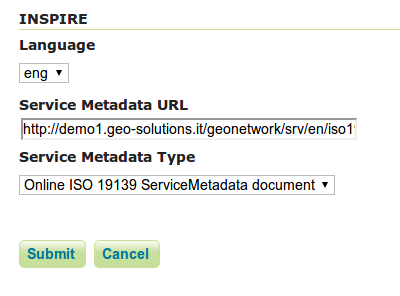 INSPIRE
Language
eng
Service Metadata URL
http://demo1.geo-solutions.it/geonetwork/srv/en/iso1
Service Metadata Type
Online ISO 19139 ServiceMetadata document
Submit Cancel